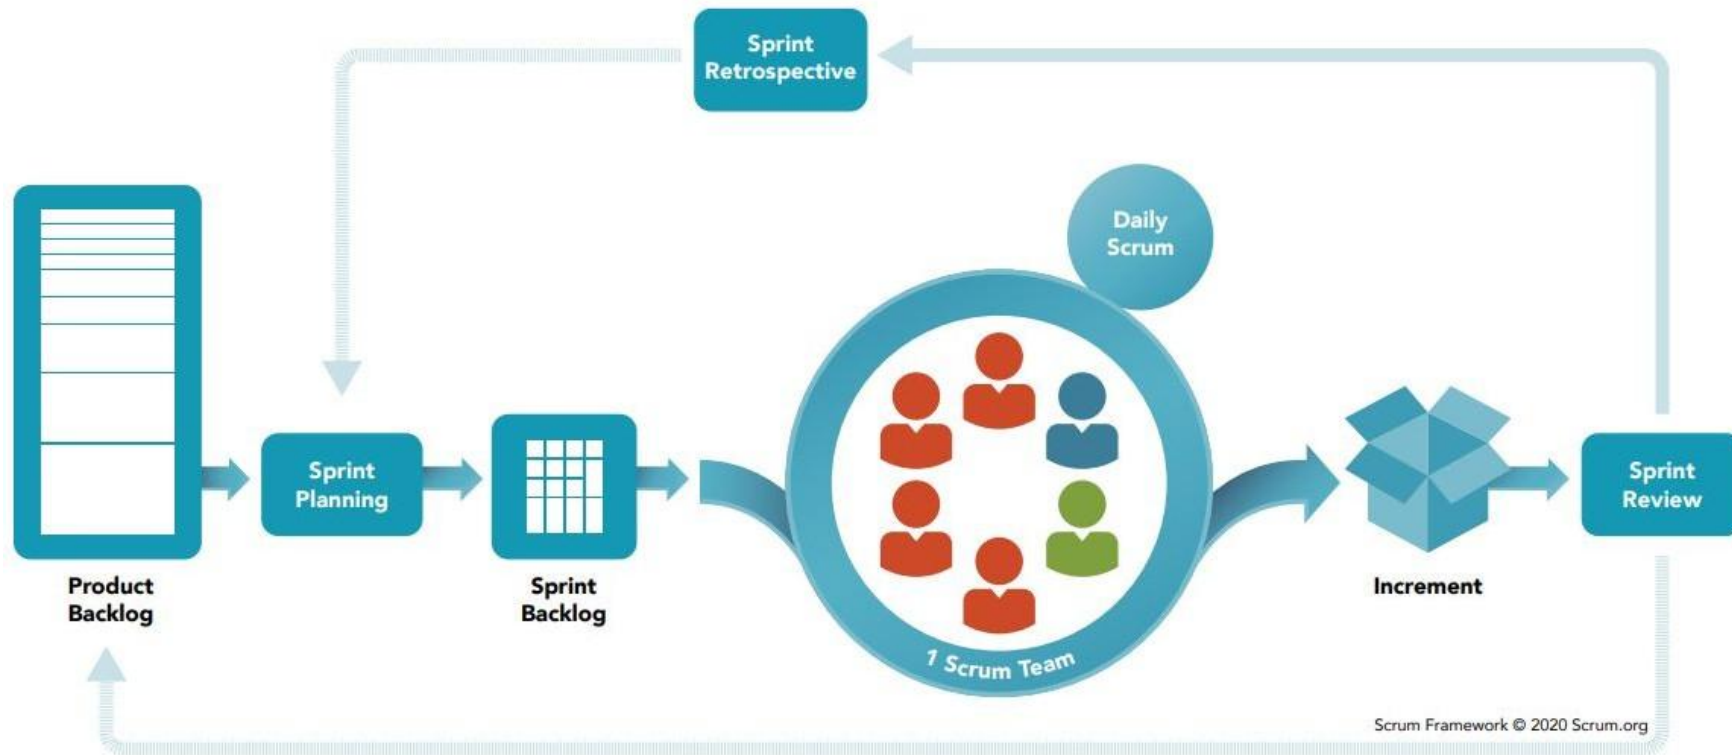 Sprint
Retrospective
Daily
Scrum
Sprint
Planning
Sprint
Review
Product
Backlog
Sprint
Backlog
Increment
1 Scrum Team
Scrum Framework © 2020 Scrum.org